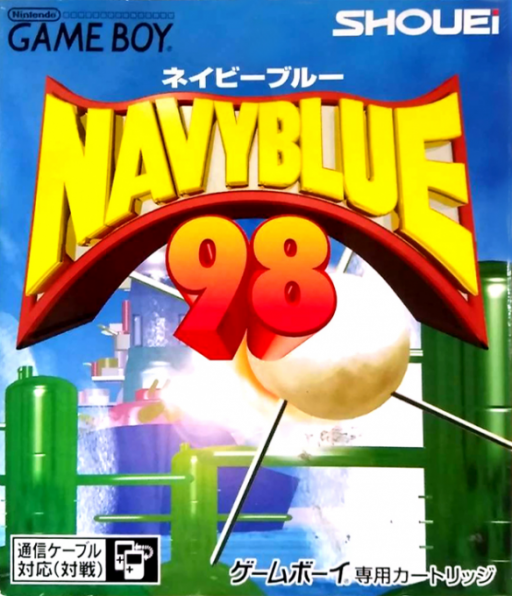 Nintendo
GAME BOY
SHOUEi
ネイビーブルー
NAVYBLUE
98
通信ケーブル
対応(対戦)
ゲームボーイ専用カートリッジ